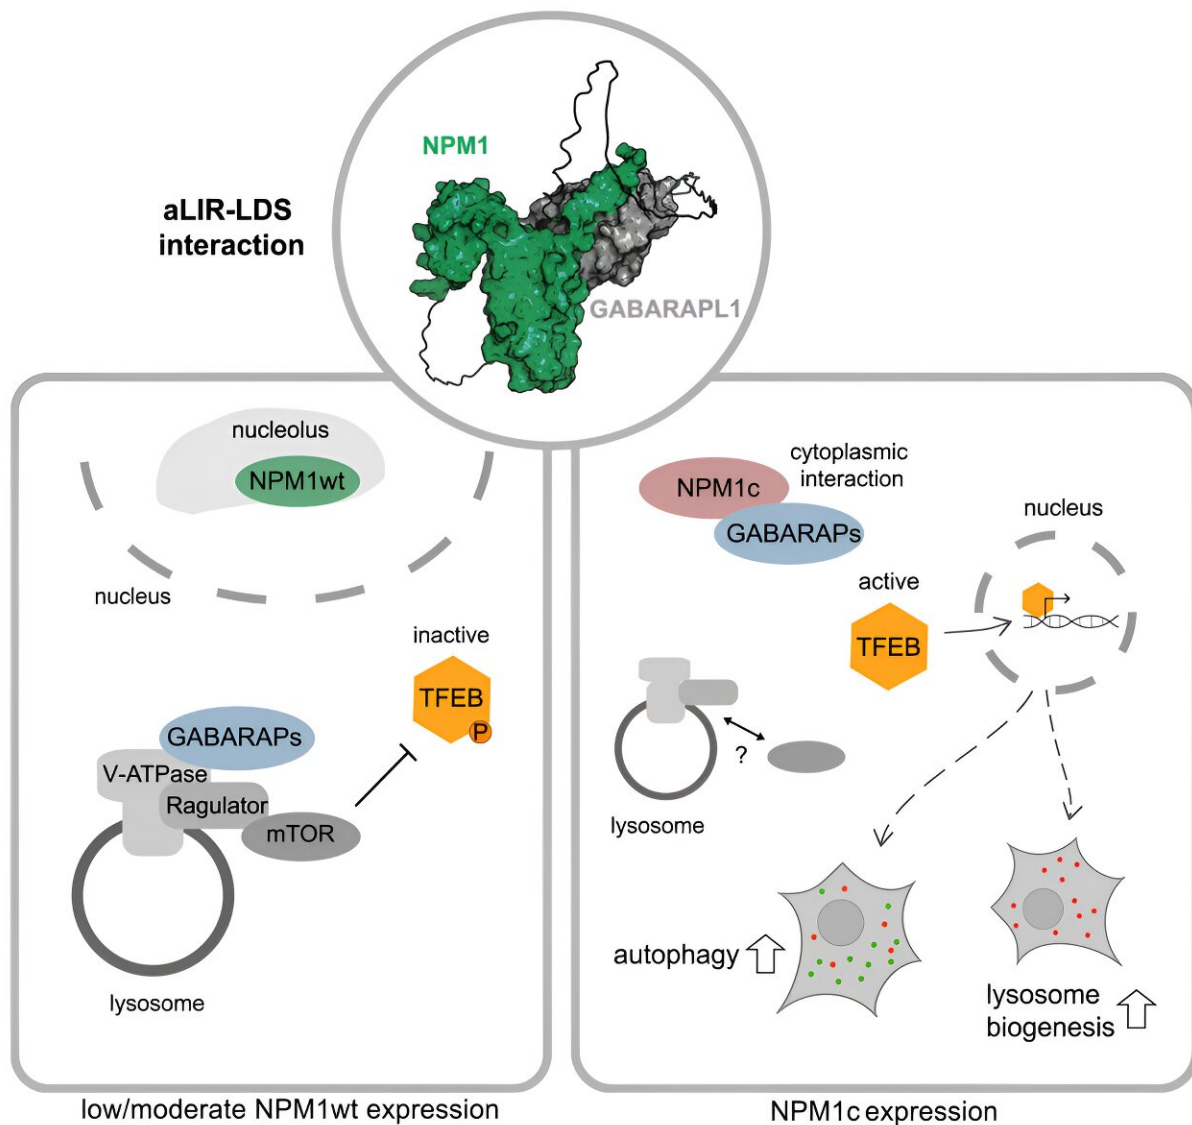 NPM1
aLIR-LDS
interaction
GABARAPL1
nucleolus
NPM1wt
nucleus
inactive
TFEB
P
GABARAPs
V-ATPase
Ragulator
mTOR
lysosome
low/moderate NPM1wt expression
cytoplasmic
interaction
NPM1c
GABARAPs
nucleus
active
TFEB
?
lysosome
autophagy
lysosome
biogenesis
NPM1c expression